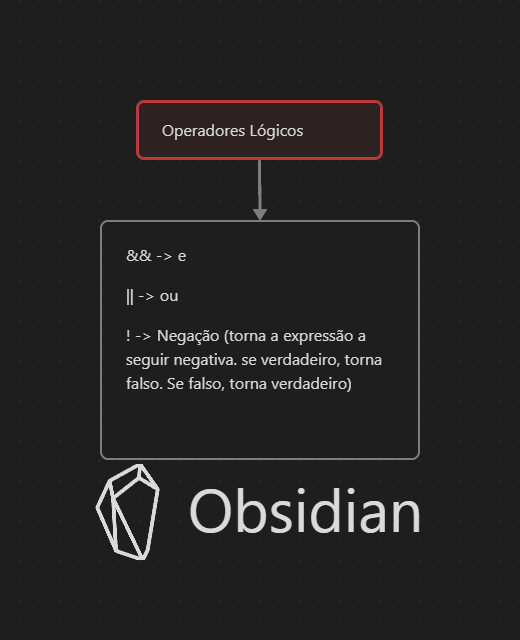 Operadores Lógicos
&& -> e
|| -> ou
! -> Negação (torna a expressão a
seguir negativa. se verdadeiro, torna
falso. Se falso, torna verdadeiro)
Obsidian